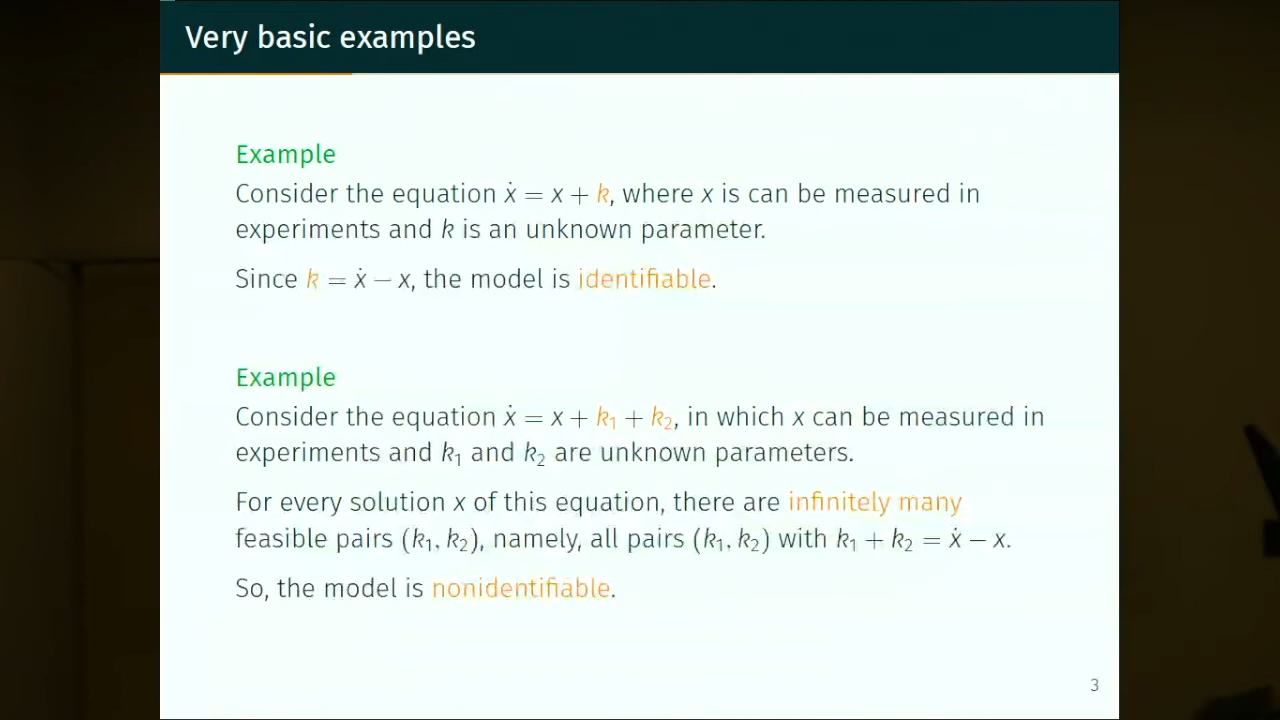 Very basic examples
Example
Consider the equation ẋ = x + k, where x is can be measured in
experiments and k is an unknown parameter.
Since k = ẋ − x, the model is identifiable.
Example
Consider the equation ẋ = x + k₁ + k₂, in which x can be measured in
experiments and k₁ and k₂ are unknown parameters.
For every solution x of this equation, there are infinitely many
feasible pairs (k₁, k₂), namely, all pairs (k₁, k₂) with k₁ + k₂ = ẋ − x.
So, the model is nonidentifiable.
3